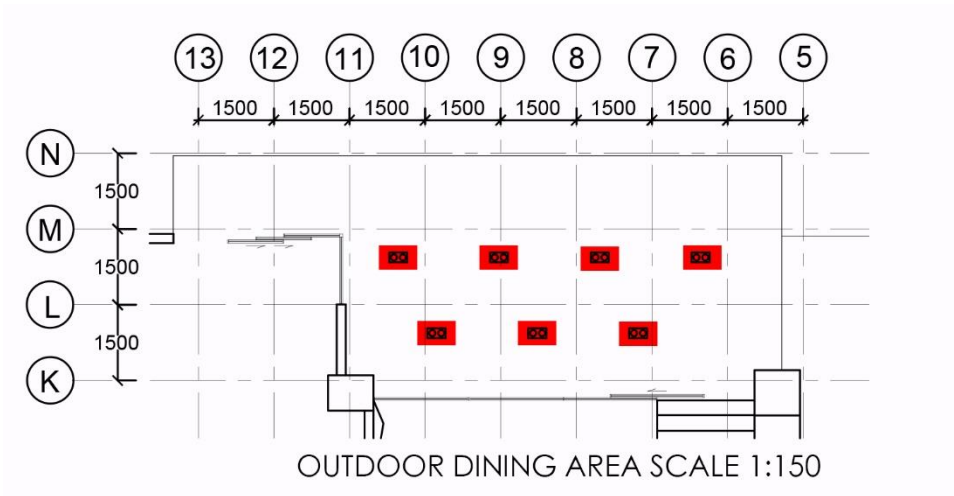 13 12 11 10 9 8 7 6 5
1500 1500 1500 1500 1500 1500 1500 1500
N
1500
M
1500
L
1500
K
OUTDOOR DINING AREA SCALE 1:150